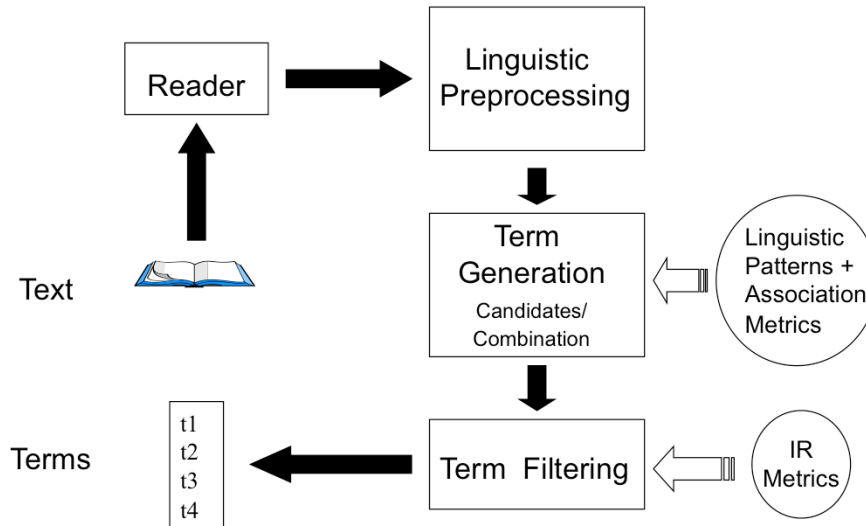 Reader
Linguistic
Preprocessing
Text
Term
Generation
Candidates/
Combination
Linguistic
Patterns +
Association
Metrics
Terms
t1
t2
t3
t4
Term Filtering
IR
Metrics